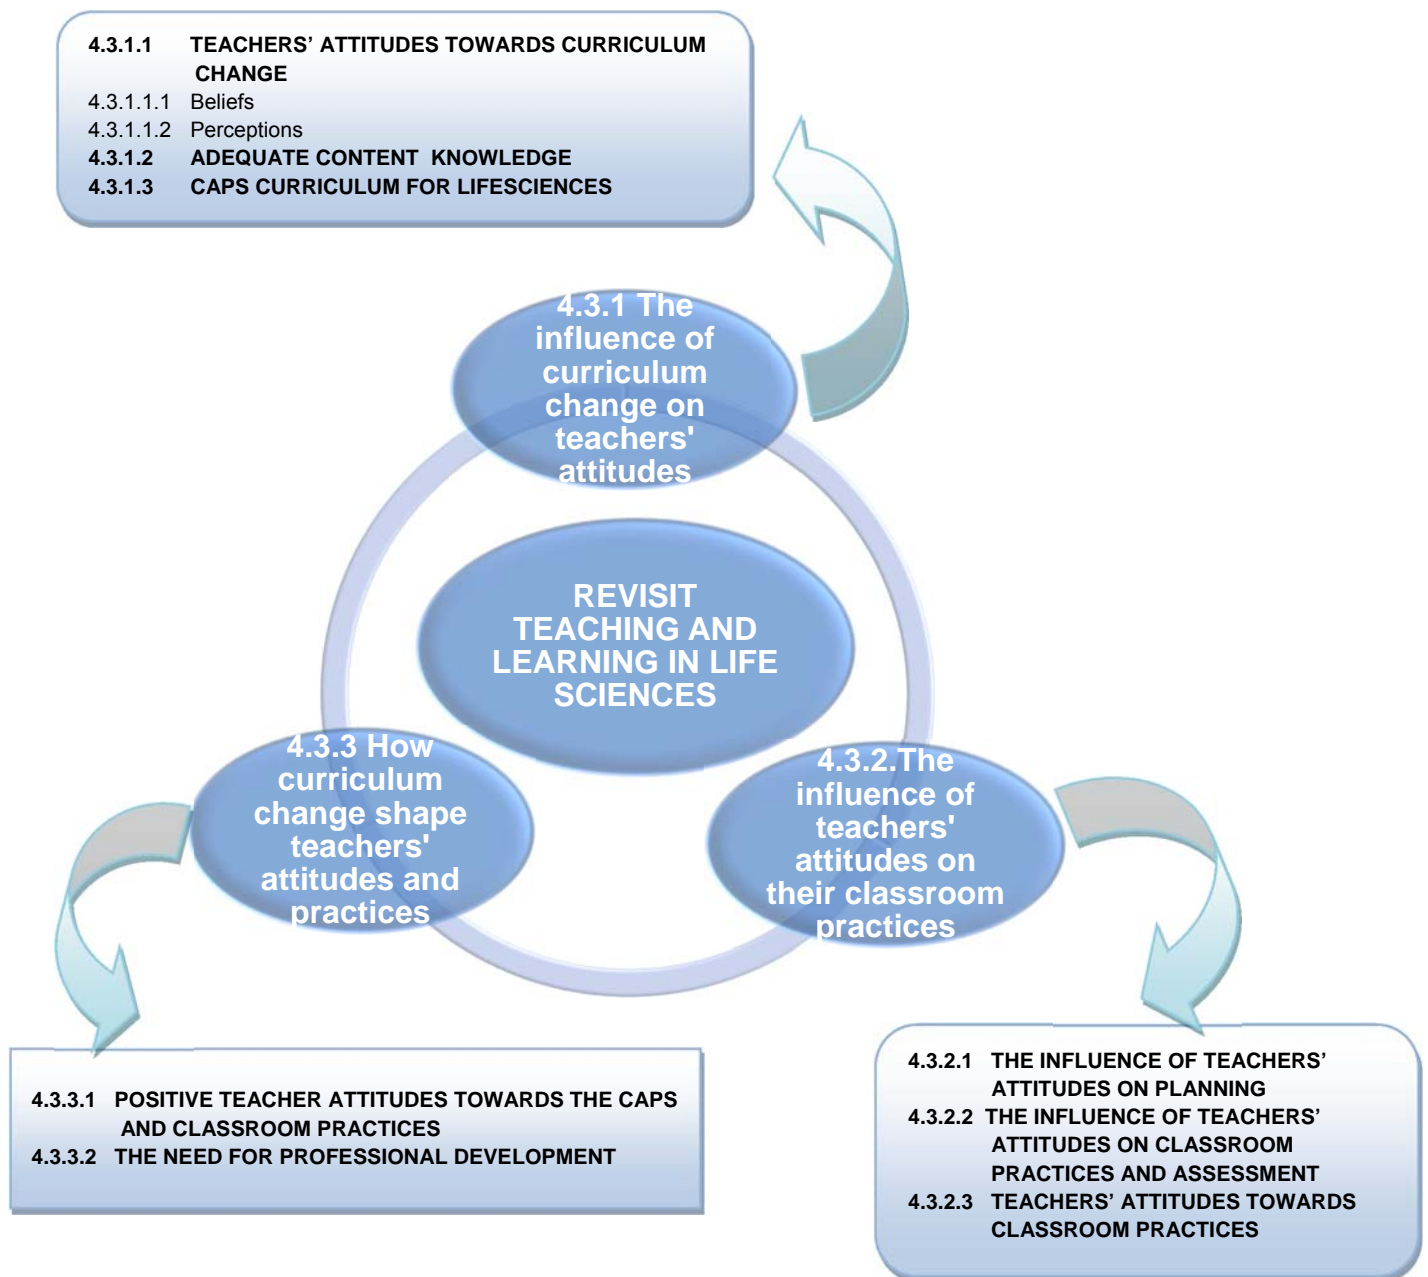 4.3.1.1 TEACHERS’ ATTITUDES TOWARDS CURRICULUM
CHANGE
4.3.1.1.1 Beliefs
4.3.1.1.2 Perceptions
4.3.1.2 ADEQUATE CONTENT KNOWLEDGE
4.3.1.3 CAPS CURRICULUM FOR LIFESCIENCES
4.3.1 The
influence of
curriculum
change on
teachers'
attitudes
REVISIT
TEACHING AND
LEARNING IN LIFE
SCIENCES
4.3.3 How
curriculum
change shape
teachers'
attitudes and
practices
4.3.2.The
influence of
teachers'
attitudes on
their classroom
practices
4.3.3.1 POSITIVE TEACHER ATTITUDES TOWARDS THE CAPS
AND CLASSROOM PRACTICES
4.3.3.2 THE NEED FOR PROFESSIONAL DEVELOPMENT
4.3.2.1 THE INFLUENCE OF TEACHERS’
ATTITUDES ON PLANNING
4.3.2.2 THE INFLUENCE OF TEACHERS’
ATTITUDES ON CLASSROOM
PRACTICES AND ASSESSMENT
4.3.2.3 TEACHERS’ ATTITUDES TOWARDS
CLASSROOM PRACTICES